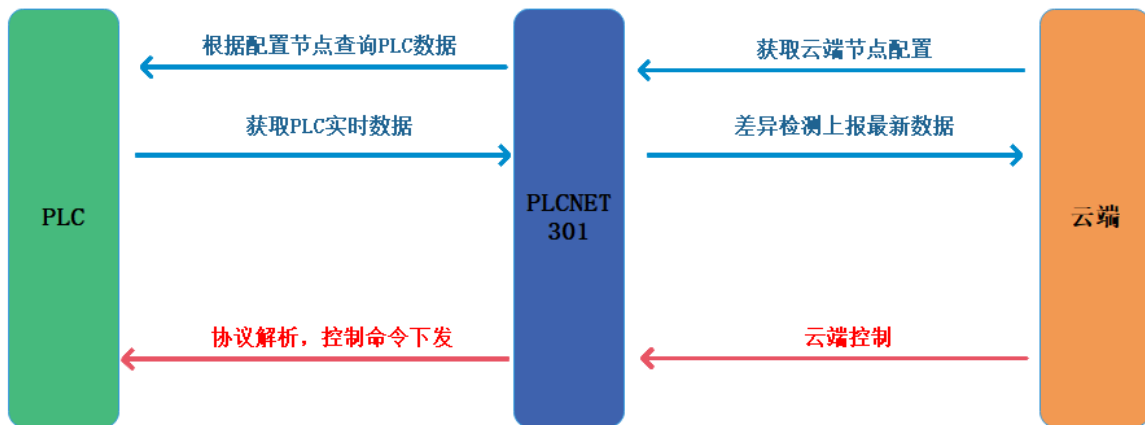 根据配置节点查询PLC数据
获取云端节点配置
获取PLC实时数据
差异检测上报最新数据
PLC
PLCNET
301
云端
协议解析，控制命令下发
云端控制